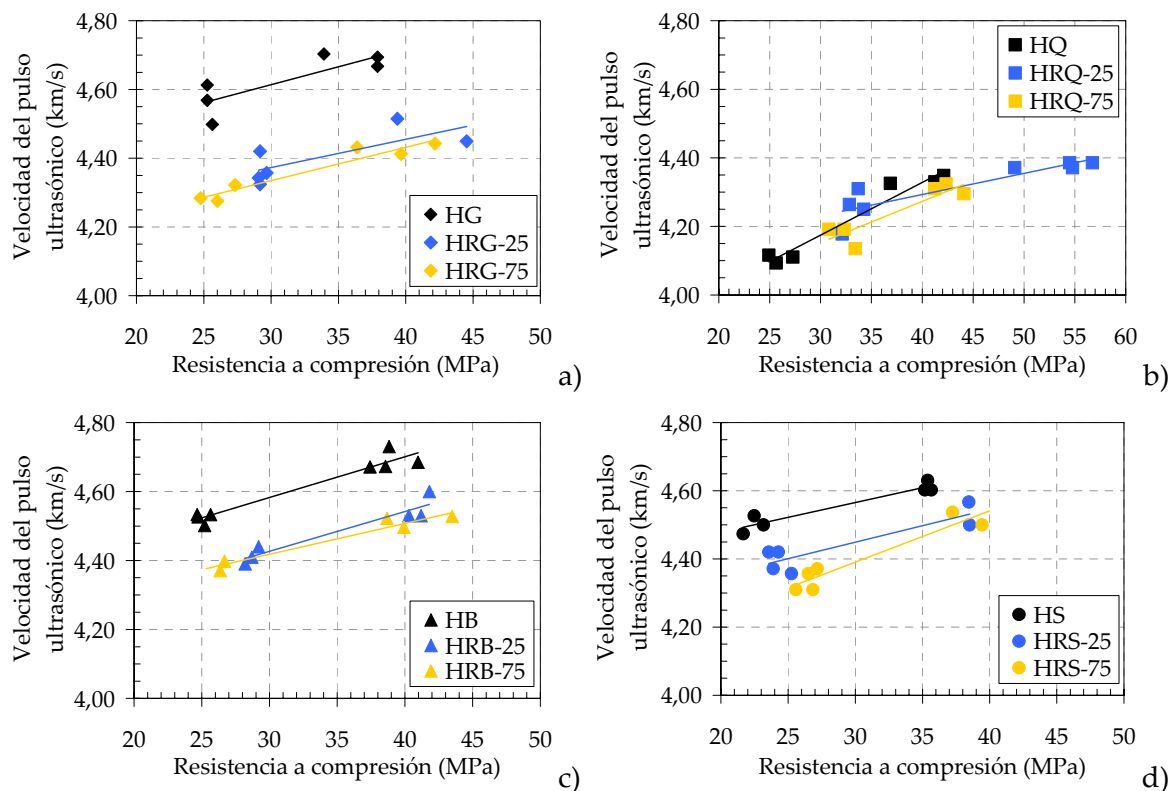 4,80
4,60
4,40
4,20
4,00
Velocidad del pulso
ultrasónico (km/s)
HG
HRG-25
HRG-75
20 25 30 35 40 45 50
Resistencia a compresión (MPa)
a)
4,80
4,60
4,40
4,20
4,00
Velocidad del pulso
ultrasónico (km/s)
HQ
HRQ-25
HRQ-75
20 25 30 35 40 45 50 55 60
Resistencia a compresión (MPa)
b)
4,80
4,60
4,40
4,20
4,00
Velocidad del pulso
ultrasónico (km/s)
HB
HRB-25
HRB-75
20 25 30 35 40 45 50
Resistencia a compresión (MPa)
c)
4,80
4,60
4,40
4,20
4,00
Velocidad del pulso
ultrasónico (km/s)
HS
HRS-25
HRS-75
20 25 30 35 40 45 50
Resistencia a compresión (MPa)
d)